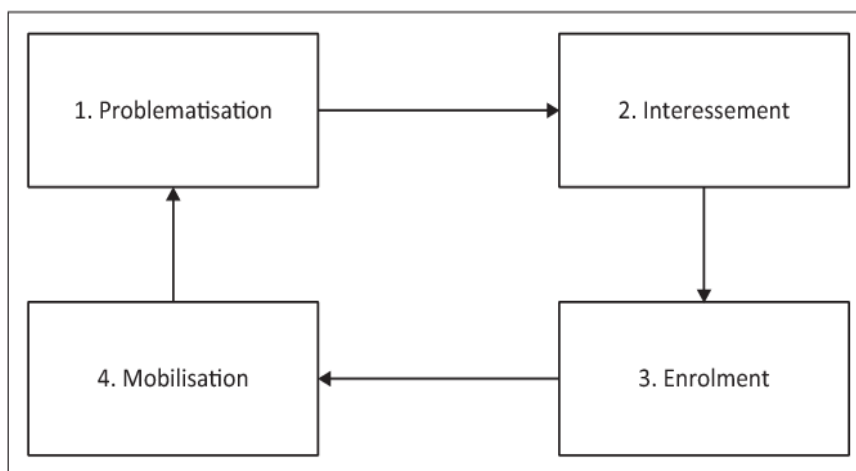 1. Problematisation
2. Interessement
4. Mobilisation
3. Enrolment